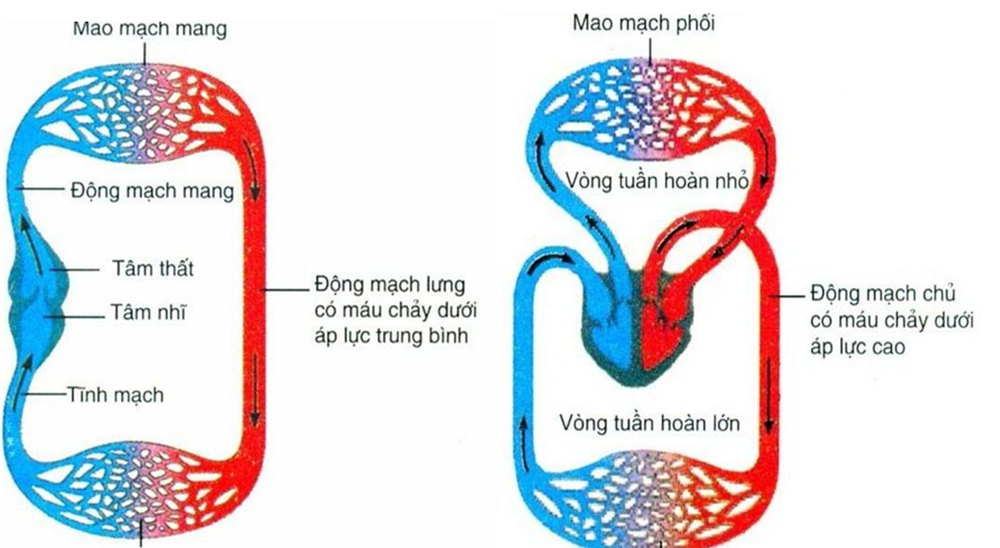 Mao mạch mang
Động mạch mang
Tâm thất
Tâm nhĩ
Động mạch lưng
có máu chảy dưới
áp lực trung bình
Tĩnh mạch
Mao mạch phổi
Vòng tuần hoàn nhỏ
Động mạch chủ
có máu chảy dưới
áp lực cao
Vòng tuần hoàn lớn